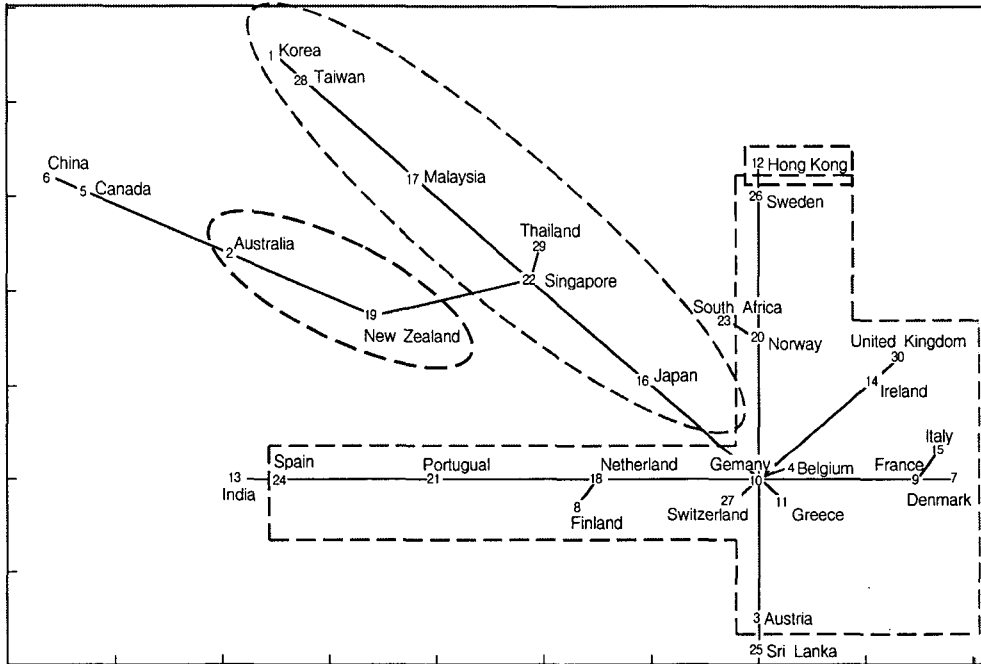 1 Korea
28 Taiwan
China
6
5 Canada
17 Malaysia
12 Hong Kong
26
Sweden
Thailand
29
2 Australia
22 Singapore
19
New Zealand
South Africa
23
20
Norway
United Kingdom
30
16 Japan
14 Ireland
Italy
15
13
India
Spain
24
Portugual
21
Netherland
18
8
Finland
Gemany
10
4 Belgium
France
9
7
Denmark
27
Switzerland
11
Greece
3 Austria
25 Sri Lanka